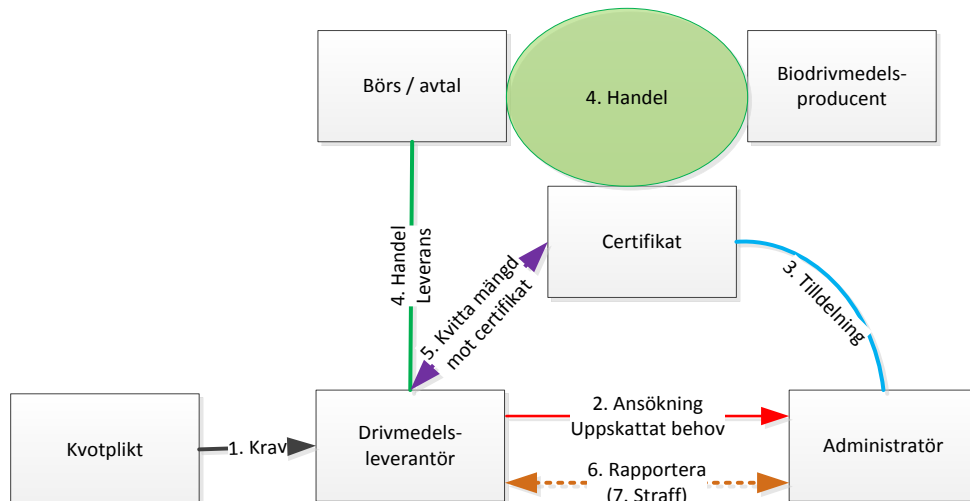 Börs / avtal
4. Handel
Biodrivmedels-
producent
4. Handel
Leverans
5. Kvitta mängd
mot certifikat
Certifikat
3. Tilldelning
Kvotplikt
1. Krav
Drivmedels-
leverantör
2. Ansökning
Uppskattat behov
6. Rapportera
(7. Straff)
Administratör